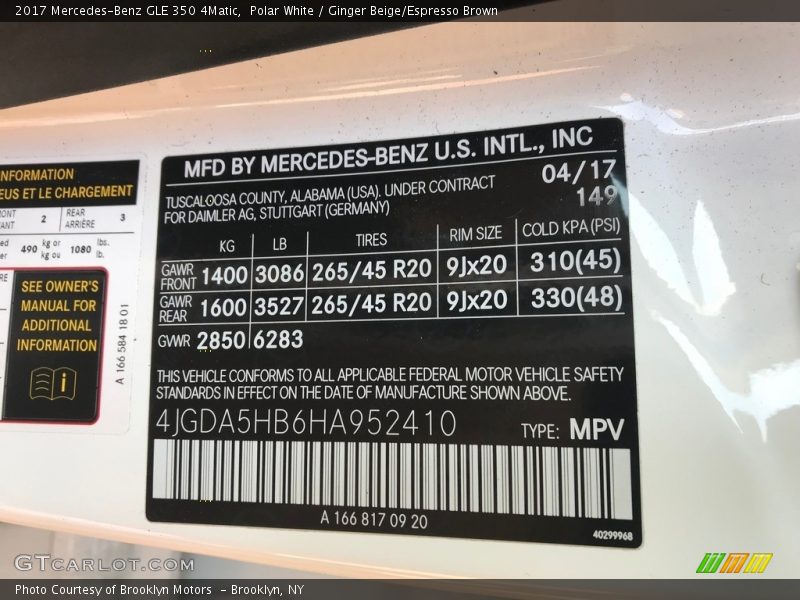 2017 Mercedes-Benz GLE 350 4Matic,  Polar White / Ginger Beige/Espresso Brown
NFORMATION
EUS ET LE CHARGEMENT
2
REAR
ARRIÈRE
3
490
kg or
kg ou
1080
lbs.
lb.
SEE OWNER'S
MANUAL FOR
ADDITIONAL
INFORMATION
A 166 584 18 01
MFD BY MERCEDES-BENZ U.S. INTL., INC
TUSCALOOSA COUNTY, ALABAMA (USA). UNDER CONTRACT
FOR DAIMLER AG, STUTTGART (GERMANY)
04/17
149
KG LB TIRES RIM SIZE COLD KPA (PSI)
GAWR FRONT 1400 3086 265/45 R20 9Jx20 310(45)
GAWR REAR 1600 3527 265/45 R20 9Jx20 330(48)
GVWR 2850 6283
THIS VEHICLE CONFORMS TO ALL APPLICABLE FEDERAL MOTOR VEHICLE SAFETY
STANDARDS IN EFFECT ON THE DATE OF MANUFACTURE SHOWN ABOVE.
4JGDA5HB6HA952410
TYPE: MPV
A 166 817 09 20
40299968
GTCARLOT.COM
Photo Courtesy of Brooklyn Motors  - Brooklyn, NY